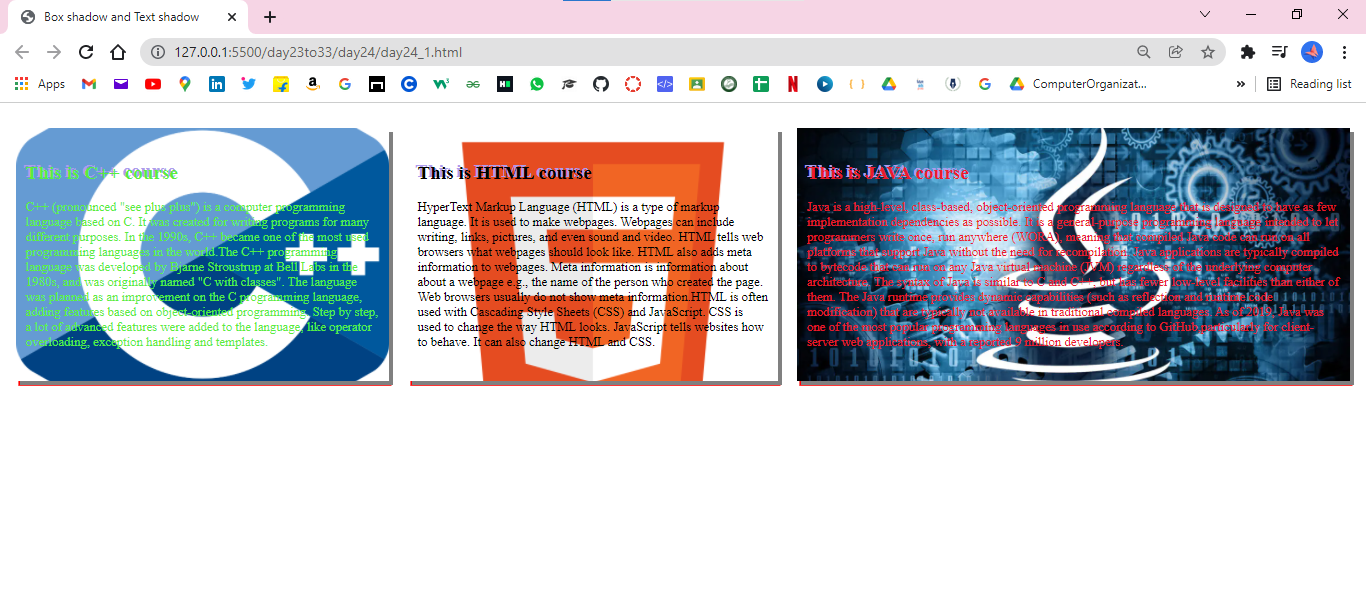 Box shadow and Text shadow
127.0.0.1:5500/day23to33/day24/day24_1.html
Apps
ComputerOrganizat...
»
Reading list
This is C++ course
C++ (pronounced "see plus plus") is a computer programming
language based on C. It was created for writing programs for many
different purposes. In the 1990s, C++ became one of the most used
programming languages in the world.The C++ programming
language was developed by Bjarne Stroustrup at Bell Labs in the
1980s, and was originally named "C with classes". The language
was planned as an improvement on the C programming language,
adding features based on object-oriented programming. Step by step,
a lot of advanced features were added to the language, like operator
overloading, exception handling and templates.
This is HTML course
HyperText Markup Language (HTML) is a type of markup
language. It is used to make webpages. Webpages can include
writing, links, pictures, and even sound and video. HTML tells web
browsers what webpages should look like. HTML also adds meta
information to webpages. Meta information is information about
about a webpage e.g., the name of the person who created the page.
Web browsers usually do not show meta information.HTML is often
used with Cascading Style Sheets (CSS) and JavaScript. CSS is
used to change the way HTML looks. JavaScript tells websites how
to behave. It can also change HTML and CSS.
This is JAVA course
Java is a high-level, class-based, object-oriented programming language that is designed to have as few
implementation dependencies as possible. It is a general-purpose programming language intended to let
programmers write once, run anywhere (WORA), meaning that compiled Java code can run on all
platforms that support Java without the need for recompilation. Java applications are typically compiled
to bytecode that can run on any Java virtual machine (JVM) regardless of the underlying computer
architecture. The syntax of Java is similar to C and C++, but has fewer low-level facilities than either of
them. The Java runtime provides dynamic capabilities (such as reflection and runtime code
modification) that are typically not available in traditional compiled languages. As of 2019, Java was
one of the most popular programming languages in use according to GitHub,particularly for client-
server web applications, with a reported 9 million developers.